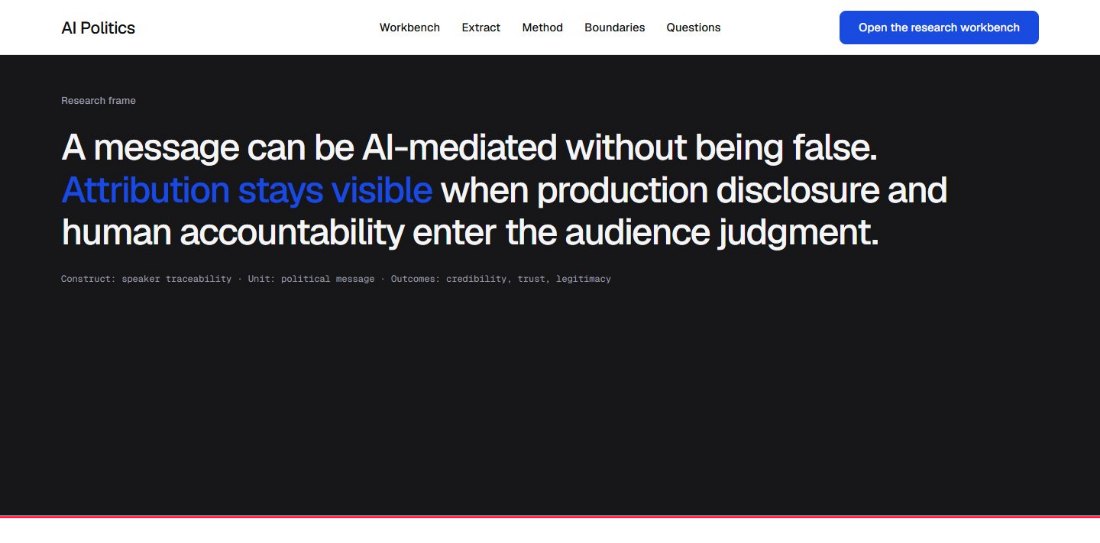 AI Politics
Workbench
Extract
Method
Boundaries
Questions
Open the research workbench
Research frame
A message can be AI-mediated without being false.
Attribution stays visible when production disclosure and
human accountability enter the audience judgment.
Construct: speaker traceability · Unit: political message · Outcomes: credibility, trust, legitimacy